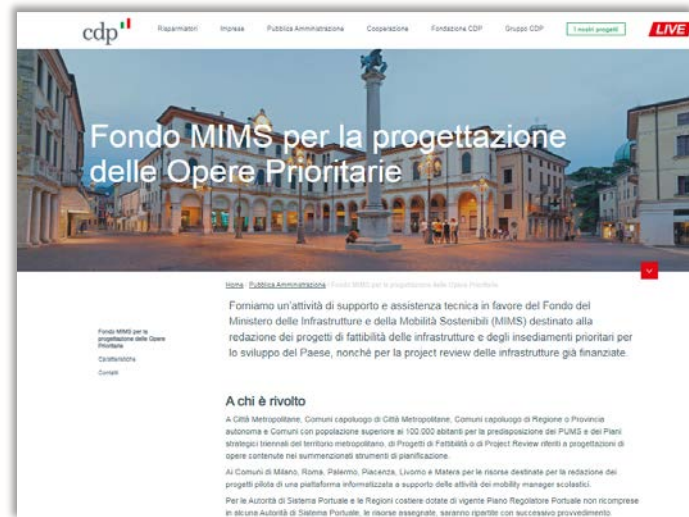 cdp
Risparmiatori Imprese Pubblica Amministrazione Cooperazione Fondazione CDP Gruppo CDP I nostri progetti LIVE
Fondo MIMS per la progettazione
delle Opere Prioritarie
Home / Pubblica Amministrazione / Fondo MIMS per la progettazione delle Opere Prioritarie
Forniamo un'attività di supporto e assistenza tecnica in favore del Fondo del
Ministero delle Infrastrutture e della Mobilità Sostenibili (MIMS) destinato alla
redazione dei progetti di fattibilità delle infrastrutture e degli insediamenti prioritari per
lo sviluppo del Paese, nonché per la project review delle infrastrutture già finanziate.
Fondo MIMS per la
progettazione delle Opere
Prioritarie
Caratteristiche
Contatti
A chi è rivolto
A Città Metropolitane, Comuni capoluogo di Città Metropolitane, Comuni capoluogo di Regione o Provincia
autonoma e Comuni con popolazione superiore ai 100.000 abitanti per la predisposizione dei PUMS e dei Piani
strategici triennali del territorio metropolitano, di Progetti di Fattibilità o di Project Review riferiti a progettazioni di
opere contenute nei summenzionati strumenti di pianificazione.
Ai Comuni di Milano, Roma, Palermo, Piacenza, Livorno e Matera per le risorse destinate per la redazione dei
progetti pilota di una piattaforma informatizzata a supporto delle attività dei mobility manager scolastici.
Per le Autorità di Sistema Portuale e le Regioni costiere dotate di vigente Piano Regolatore Portuale non ricomprese
in alcuna Autorità di Sistema Portuale, le risorse assegnate, saranno ripartite con successivo provvedimento.